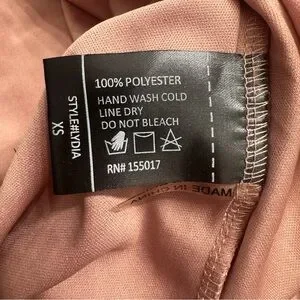 100% POLYESTER
HAND WASH COLD
LINE DRY
DO NOT BLEACH
RN# 155017
STYLE#LYDIA
XS
MADE IN CHINA